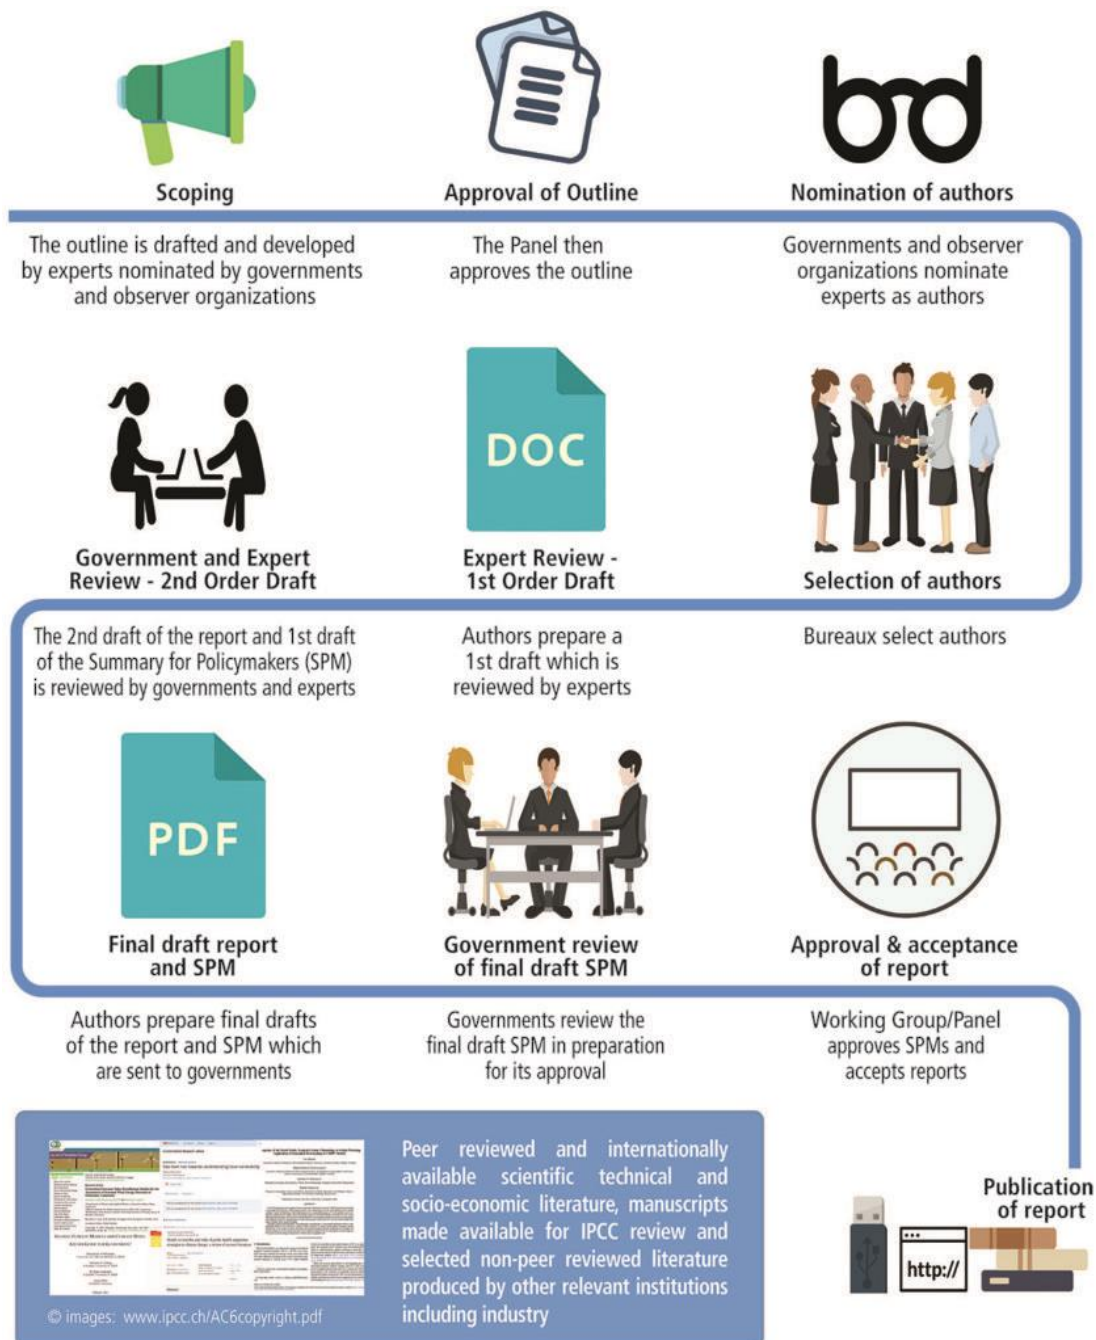 Scoping
The outline is drafted and developed
by experts nominated by governments
and observer organizations
Approval of Outline
The Panel then
approves the outline
Nomination of authors
Governments and observer
organizations nominate
experts as authors
Selection of authors
Bureaux select authors
DOC
Expert Review -
1st Order Draft
Authors prepare a
1st draft which is
reviewed by experts
Government and Expert
Review - 2nd Order Draft
The 2nd draft of the report and 1st draft
of the Summary for Policymakers (SPM)
is reviewed by governments and experts
PDF
Final draft report
and SPM
Authors prepare final drafts
of the report and SPM which
are sent to governments
Government review
of final draft SPM
Governments review the
final draft SPM in preparation
for its approval
Approval & acceptance
of report
Working Group/Panel
approves SPMs and
accepts reports
Publication
of report
http://
Peer reviewed and internationally
available scientific technical and
socio-economic literature, manuscripts
made available for IPCC review and
selected non-peer reviewed literature
produced by other relevant institutions
including industry
© images: www.ipcc.ch/AC6copyright.pdf